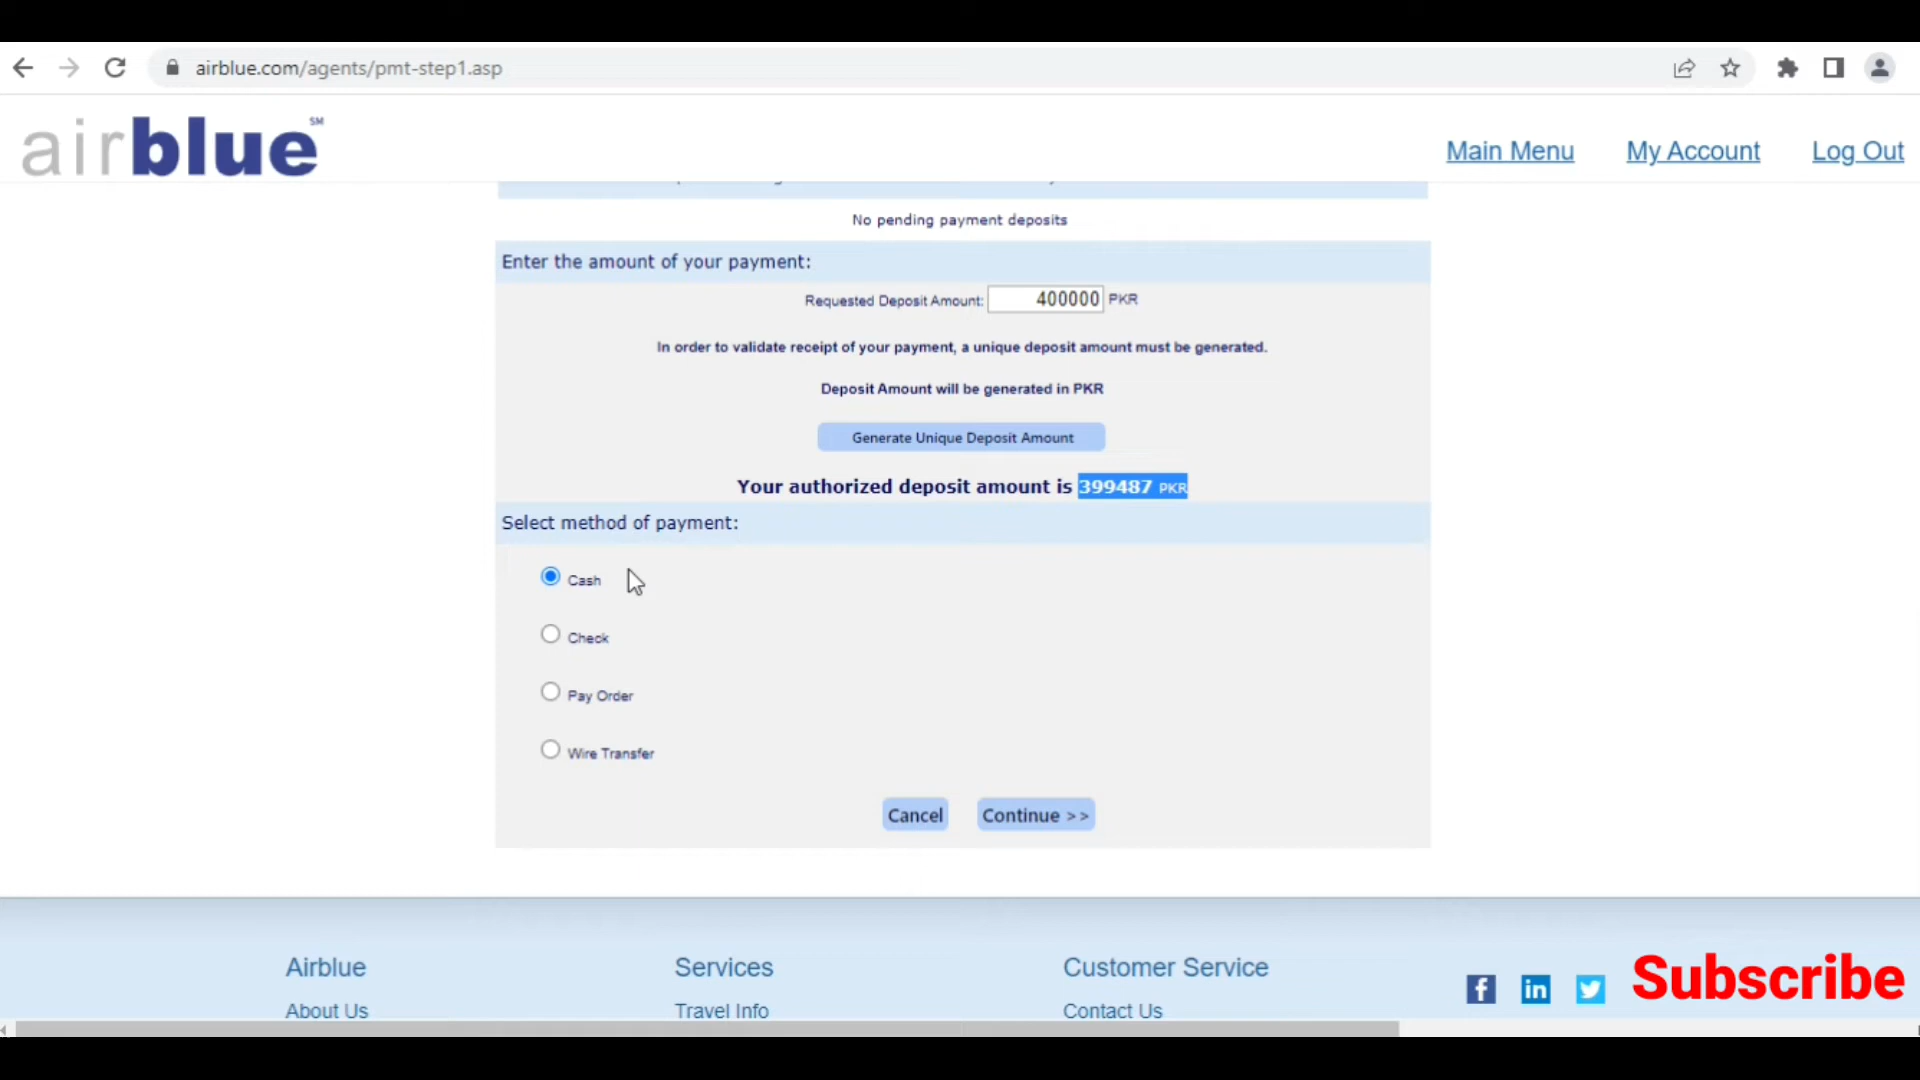 airblue.com/agents/pmt-step1.asp
airblue SM
Main Menu My Account Log Out
No pending payment deposits
Enter the amount of your payment:
Requested Deposit Amount: 400000 PKR
In order to validate receipt of your payment, a unique deposit amount must be generated.
Deposit Amount will be generated in PKR
Generate Unique Deposit Amount
Your authorized deposit amount is 399487 PKR
Select method of payment:
Cash
Check
Pay Order
Wire Transfer
Cancel Continue >>
Airblue Services Customer Service
About Us Travel Info Contact Us
f in Subscribe